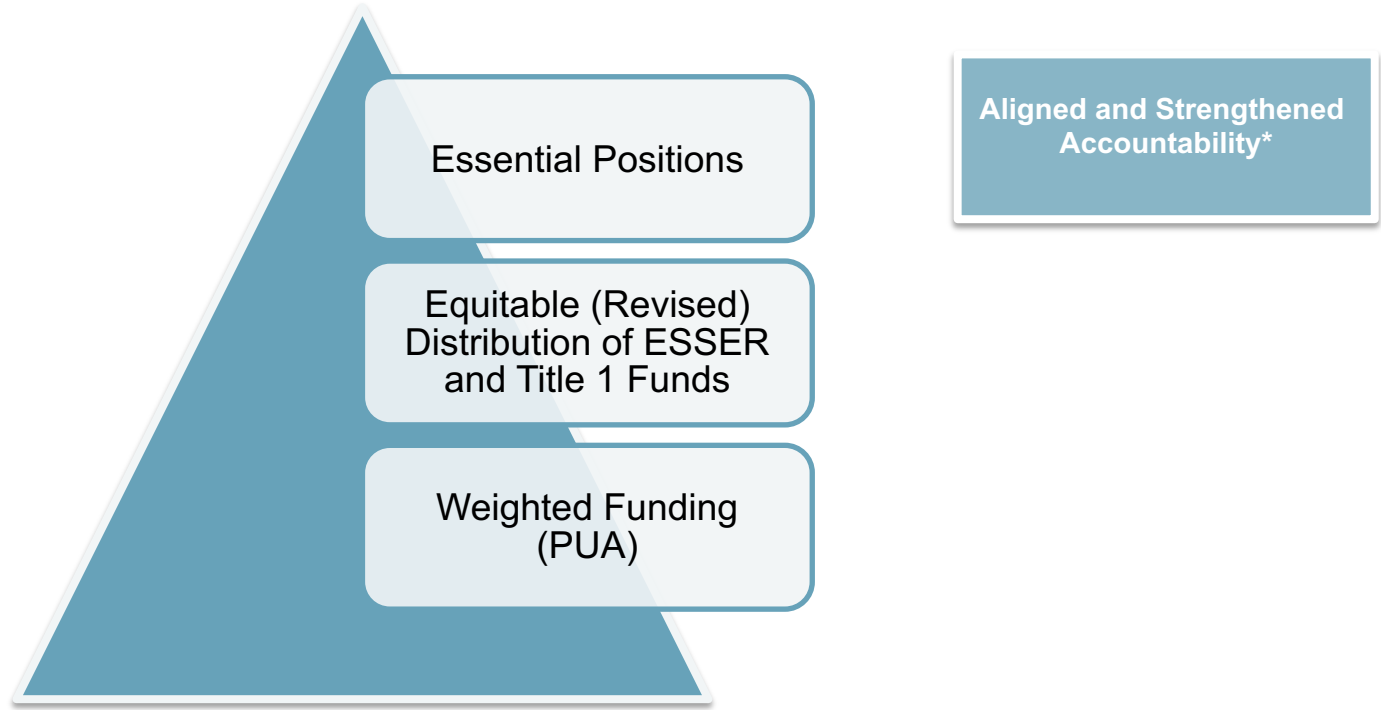 Essential Positions
Equitable (Revised)
Distribution of ESSER
and Title 1 Funds
Weighted Funding
(PUA)
Aligned and Strengthened
Accountability*